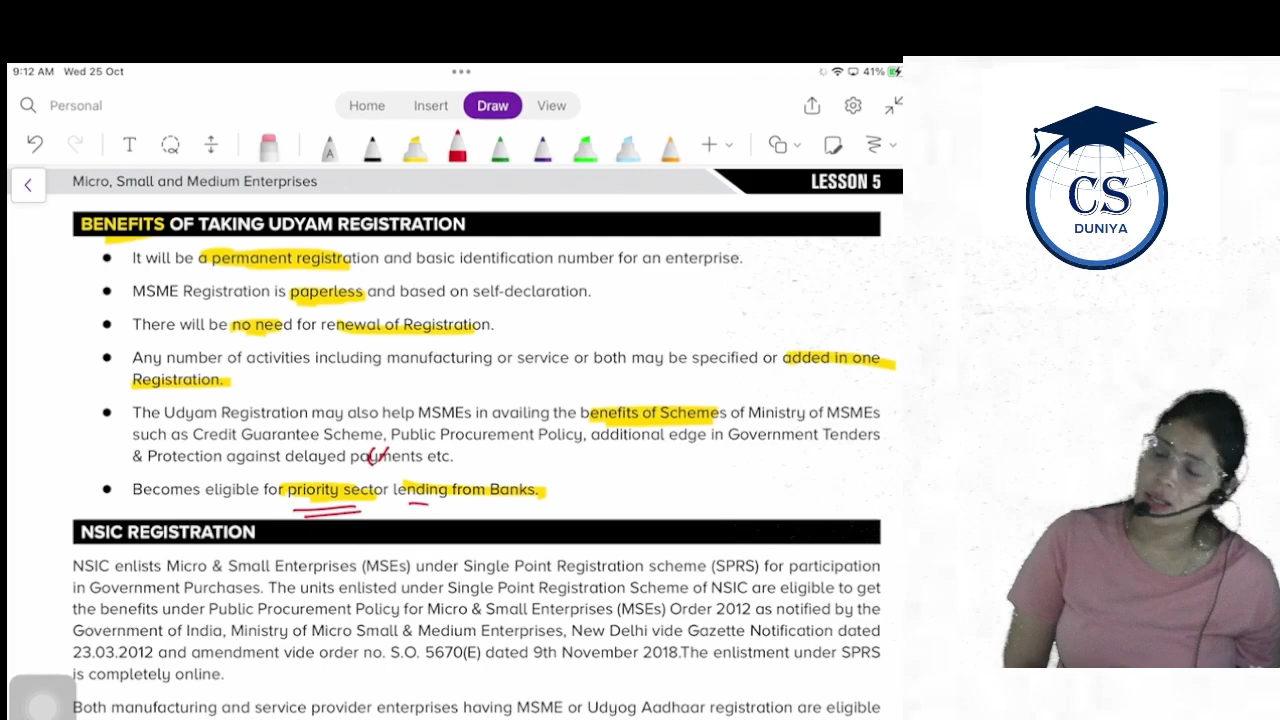 9:12 AM Wed 25 Oct
41%
Personal
Home Insert Draw View
T
A
Micro, Small and Medium Enterprises
LESSON 5
BENEFITS OF TAKING UDYAM REGISTRATION
● It will be a permanent registration and basic identification number for an enterprise.
● MSME Registration is paperless and based on self-declaration.
● There will be no need for renewal of Registration.
● Any number of activities including manufacturing or service or both may be specified or added in one
Registration.
● The Udyam Registration may also help MSMEs in availing the benefits of Schemes of Ministry of MSMEs
such as Credit Guarantee Scheme, Public Procurement Policy, additional edge in Government Tenders
& Protection against delayed payments etc.
● Becomes eligible for priority sector lending from Banks.
NSIC REGISTRATION
NSIC enlists Micro & Small Enterprises (MSEs) under Single Point Registration scheme (SPRS) for participation
in Government Purchases. The units enlisted under Single Point Registration Scheme of NSIC are eligible to get
the benefits under Public Procurement Policy for Micro & Small Enterprises (MSEs) Order 2012 as notified by the
Government of India, Ministry of Micro Small & Medium Enterprises, New Delhi vide Gazette Notification dated
23.03.2012 and amendment vide order no. S.O. 5670(E) dated 9th November 2018.The enlistment under SPRS
is completely online.
Both manufacturing and service provider enterprises having MSME or Udyog Aadhaar registration are eligible
CS
DUNIYA